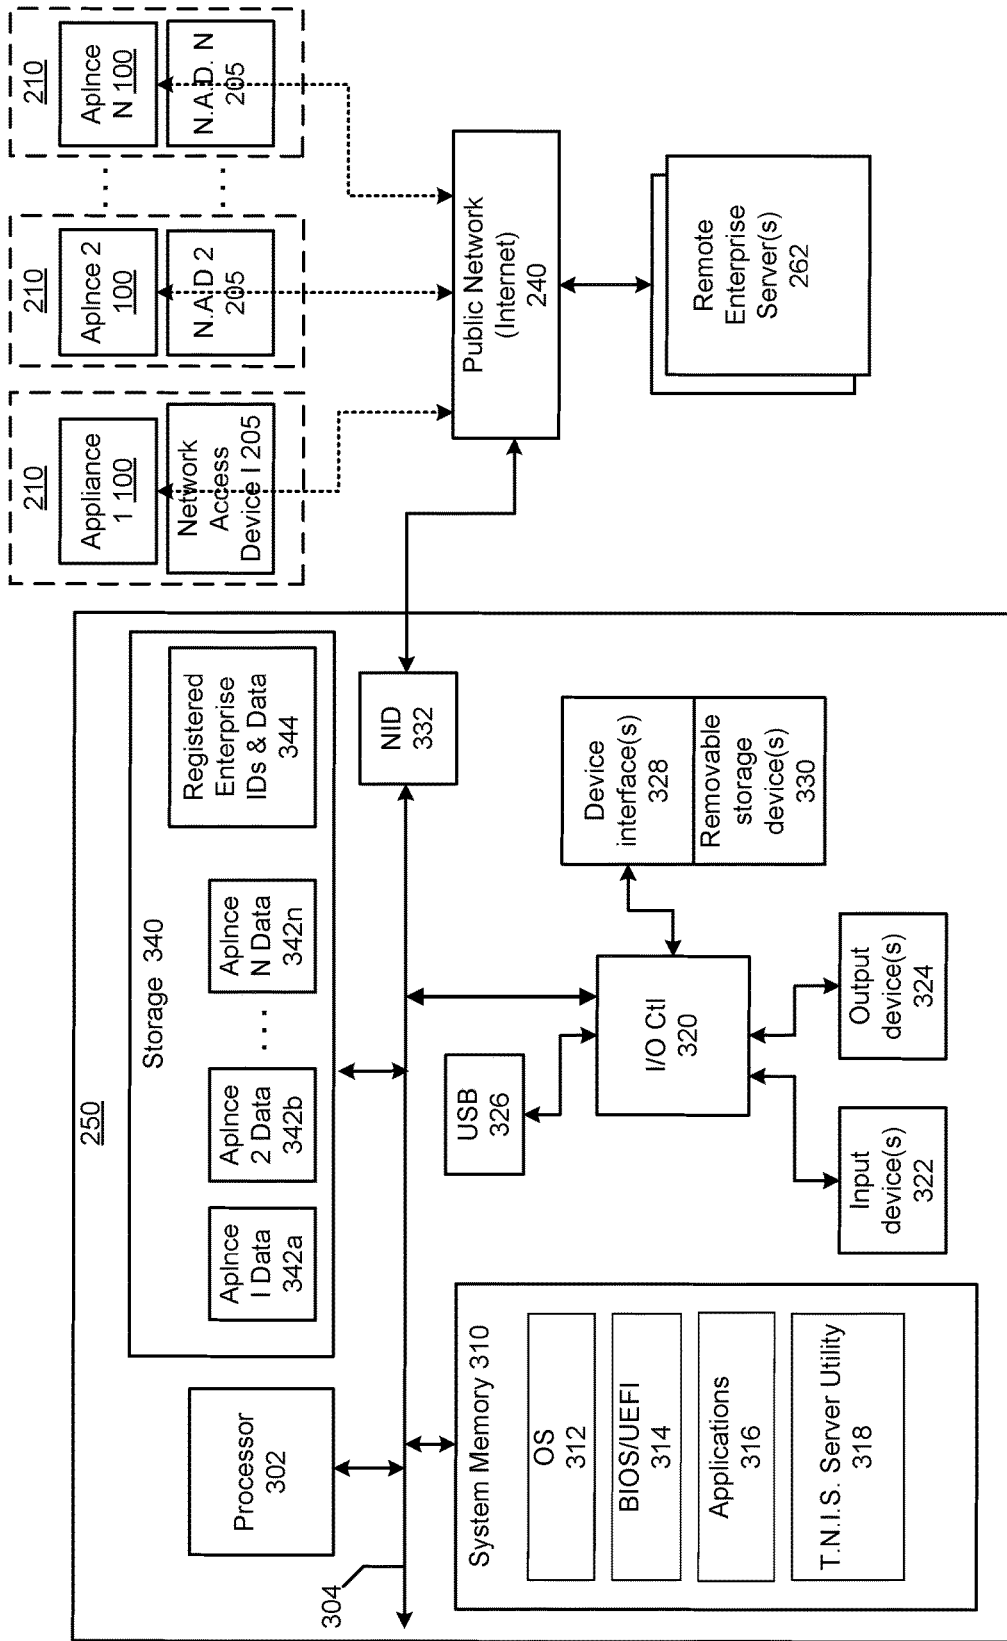 250
Processor
302
304
Storage 340
Aplnce
I Data
342a
Aplnce
2 Data
342b
. . .
Aplnce
N Data
342n
Registered
Enterprise
IDs & Data
344
System Memory 310
OS
312
BIOS/UEFI
314
Applications
316
T.N.I.S. Server Utility
318
USB
326
I/O Ctl
320
Input
device(s)
322
Output
device(s)
324
Device
interface(s)
328
Removable
storage
device(s)
330
NID
332
210
Appliance
1 100
Network
Access
Device I 205
210
Aplnce 2
100
N.A.D 2
205
. . .
. . .
210
Aplnce
N 100
N.A.D. N
205
Public Network
(Internet)
240
Remote
Enterprise
Server(s)
262